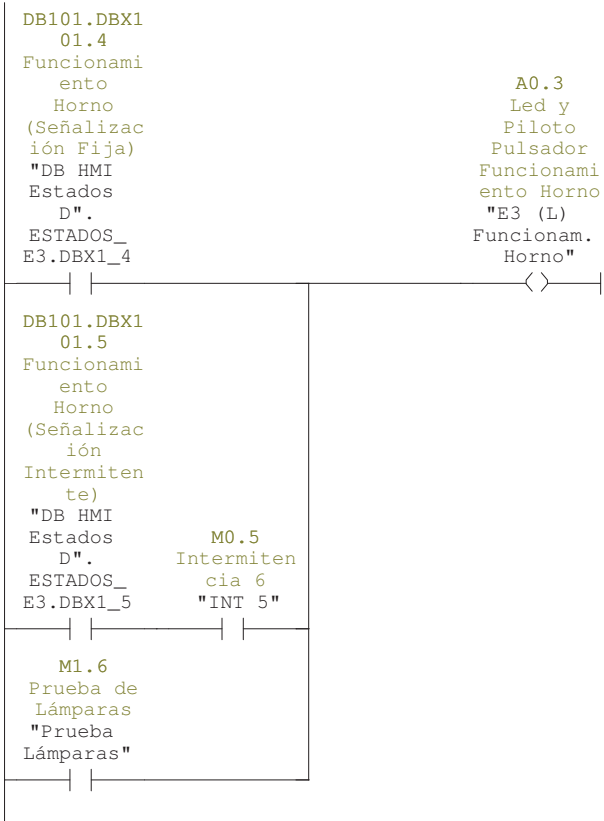 DB101.DBX1
01.4
Funcionami
ento
Horno
(Señalizac
ión Fija)
"DB HMI
Estados
D".
ESTADOS_
E3.DBX1_4
A0.3
Led y
Piloto
Pulsador
Funcionami
ento Horno
"E3 (L)
Funcionam.
Horno"
DB101.DBX1
01.5
Funcionami
ento
Horno
(Señalizac
ión
Intermiten
te)
"DB HMI
Estados
D".
ESTADOS_
E3.DBX1_5
M0.5
Intermiten
cia 6
"INT 5"
M1.6
Prueba de
Lámparas
"Prueba
Lámparas"